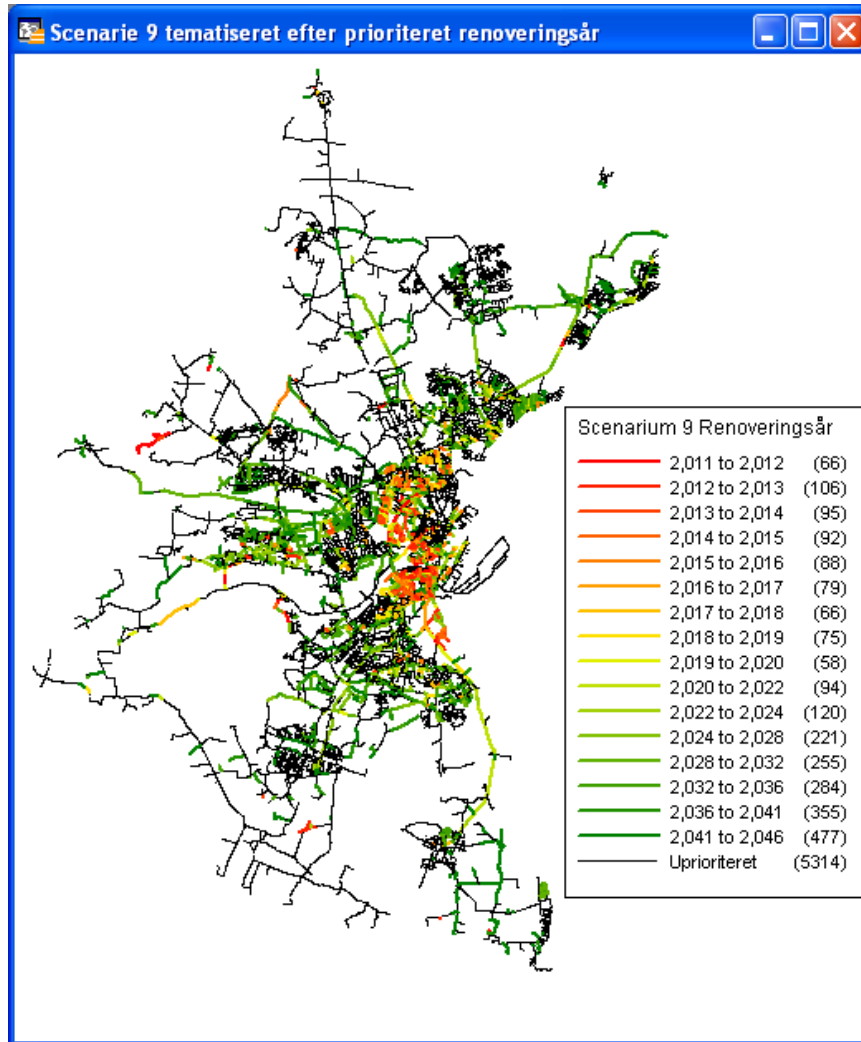 Scenarie 9 tematiseret efter prioriteret renoveringsår
Scenarium 9 Renoveringsår
2,011 to 2,012 (66)
2,012 to 2,013 (106)
2,013 to 2,014 (95)
2,014 to 2,015 (92)
2,015 to 2,016 (88)
2,016 to 2,017 (79)
2,017 to 2,018 (66)
2,018 to 2,019 (75)
2,019 to 2,020 (58)
2,020 to 2,022 (94)
2,022 to 2,024 (120)
2,024 to 2,028 (221)
2,028 to 2,032 (255)
2,032 to 2,036 (284)
2,036 to 2,041 (355)
2,041 to 2,046 (477)
Uprioriteret (5314)